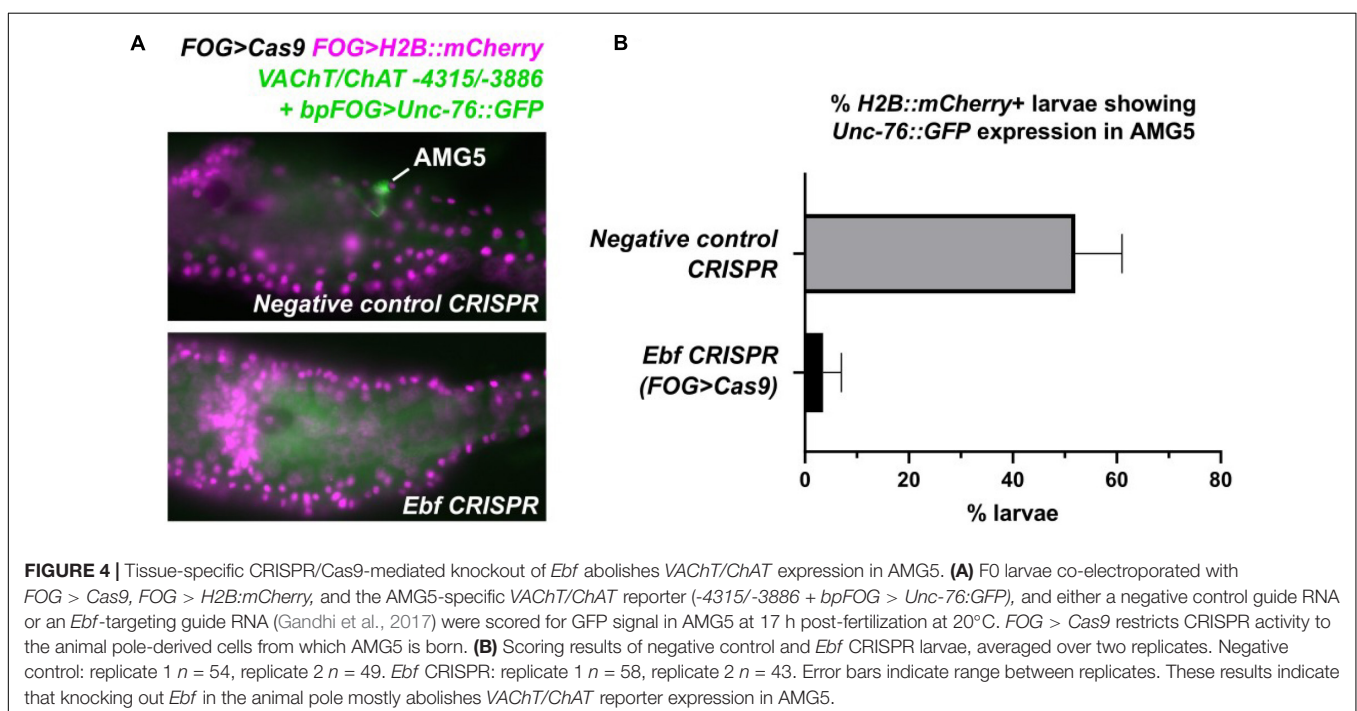 A
FOG>Cas9 FOG>H2B::mCherry
VAChT/ChAT -4315/-3886
+ bpFOG>Unc-76::GFP
AMG5
Negative control CRISPR
Ebf CRISPR
B
% H2B::mCherry+ larvae showing
Unc-76::GFP expression in AMG5
Negative control
CRISPR
Ebf CRISPR
(FOG>Cas9)
0 20 40 60 80
% larvae
FIGURE 4 | Tissue-specific CRISPR/Cas9-mediated knockout of Ebf abolishes VAChT/ChAT expression in AMG5. (A) F0 larvae co-electroporated with
FOG > Cas9, FOG > H2B:mCherry, and the AMG5-specific VAChT/ChAT reporter (-4315/-3886 + bpFOG > Unc-76:GFP), and either a negative control guide RNA
or an Ebf-targeting guide RNA (Gandhi et al., 2017) were scored for GFP signal in AMG5 at 17 h post-fertilization at 20°C. FOG > Cas9 restricts CRISPR activity to
the animal pole-derived cells from which AMG5 is born. (B) Scoring results of negative control and Ebf CRISPR larvae, averaged over two replicates. Negative
control: replicate 1 n = 54, replicate 2 n = 49. Ebf CRISPR: replicate 1 n = 58, replicate 2 n = 43. Error bars indicate range between replicates. These results indicate
that knocking out Ebf in the animal pole mostly abolishes VAChT/ChAT reporter expression in AMG5.